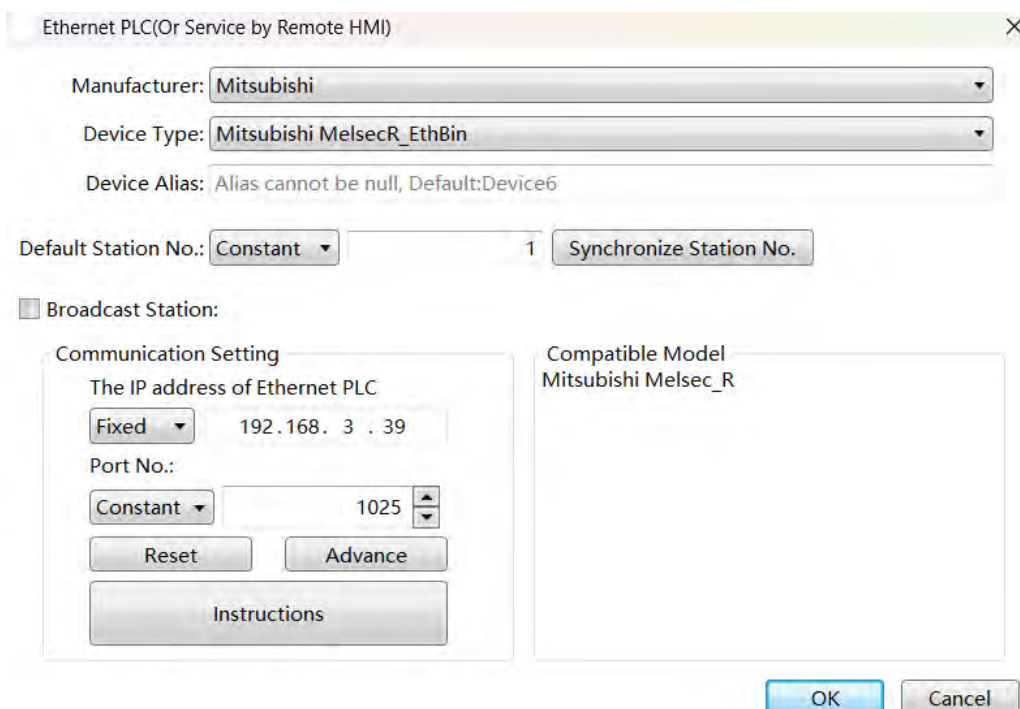 Ethernet PLC(Or Service by Remote HMI)
Manufacturer: Mitsubishi
Device Type: Mitsubishi MelsecR_EthBin
Device Alias: Alias cannot be null, Default:Device6
Default Station No.: Constant 1 Synchronize Station No.
Broadcast Station:
Communication Setting
The IP address of Ethernet PLC
Fixed 192.168. 3 . 39
Port No.:
Constant 1025
Reset Advance
Instructions
Compatible Model
Mitsubishi Melsec_R
OK Cancel